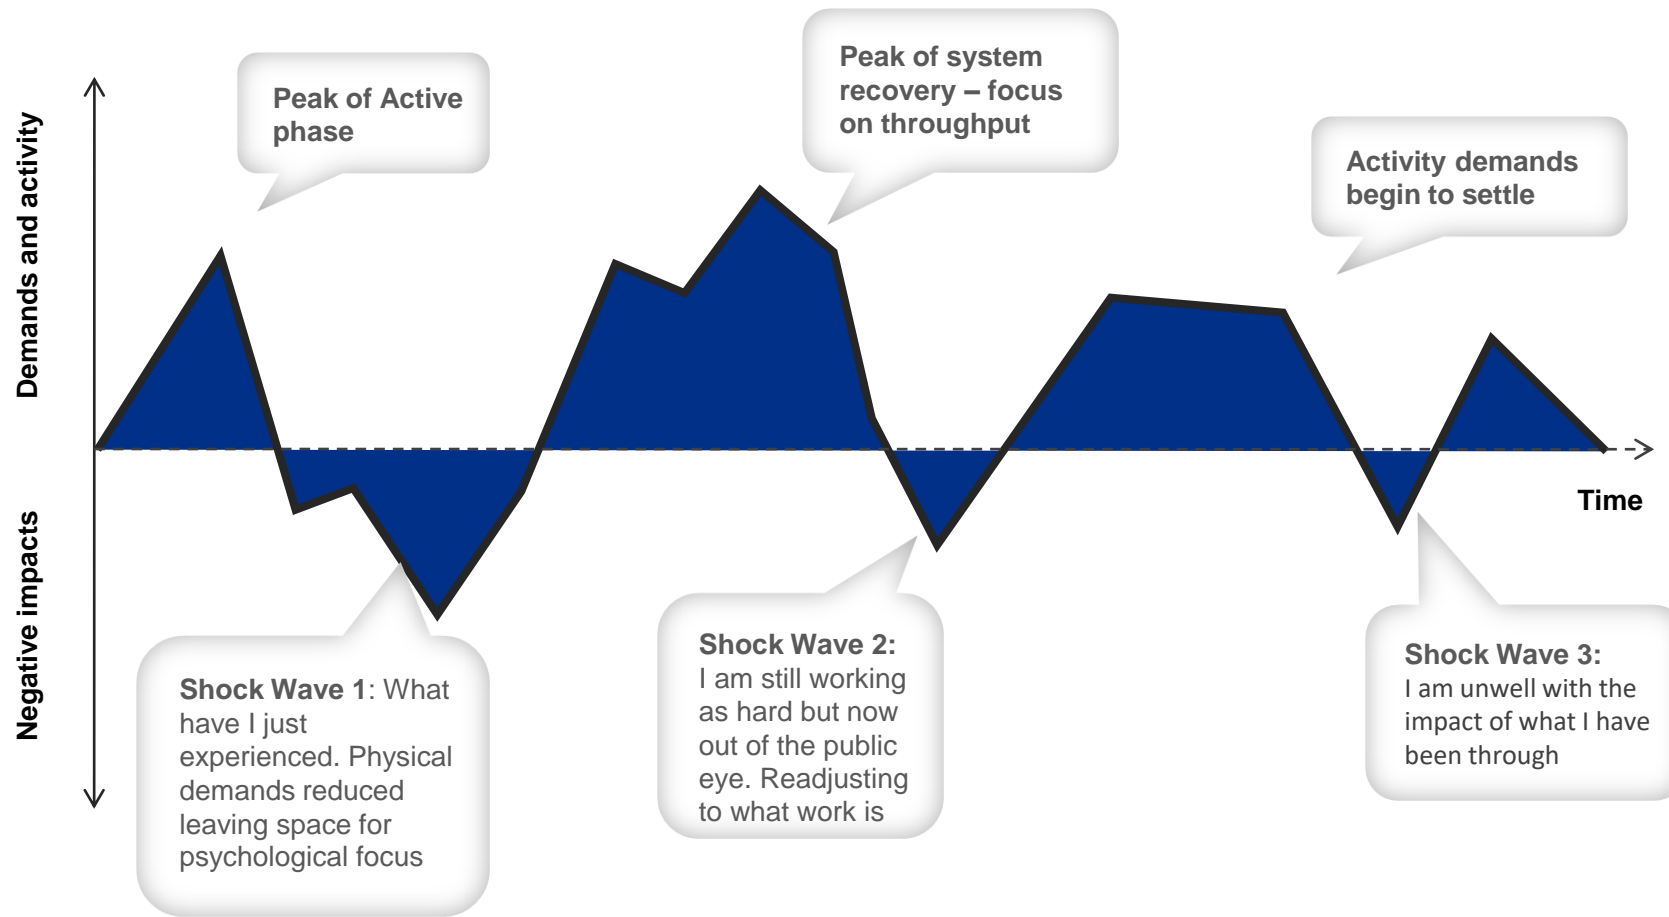 Demands and activity
Negative impacts
Peak of Active
phase
Peak of system
recovery – focus
on throughput
Activity demands
begin to settle
Time
Shock Wave 1: What
have I just
experienced. Physical
demands reduced
leaving space for
psychological focus
Shock Wave 2:
I am still working
as hard but now
out of the public
eye. Readjusting
to what work is
Shock Wave 3:
I am unwell with the
impact of what I have
been through